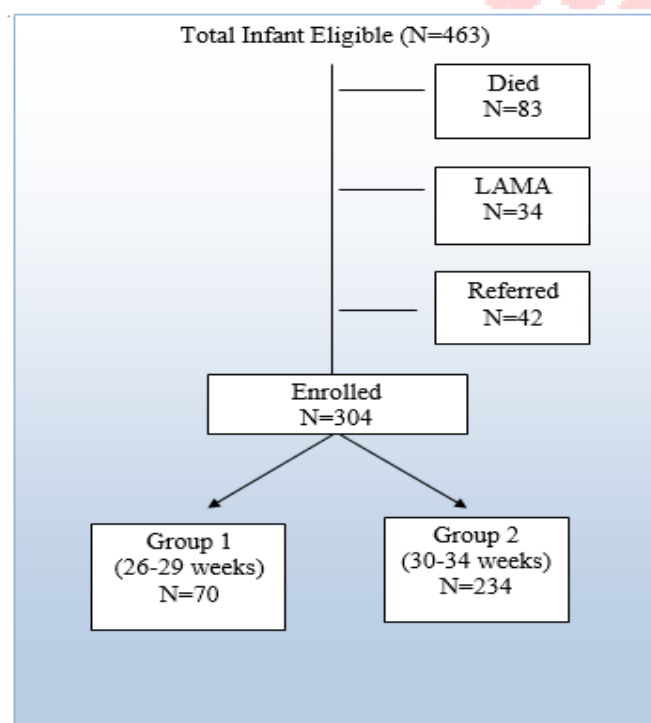 Total Infant Eligible (N=463)
Died
N=83
LAMA
N=34
Referred
N=42
Enrolled
N=304
Group 1
(26-29 weeks)
N=70
Group 2
(30-34 weeks)
N=234